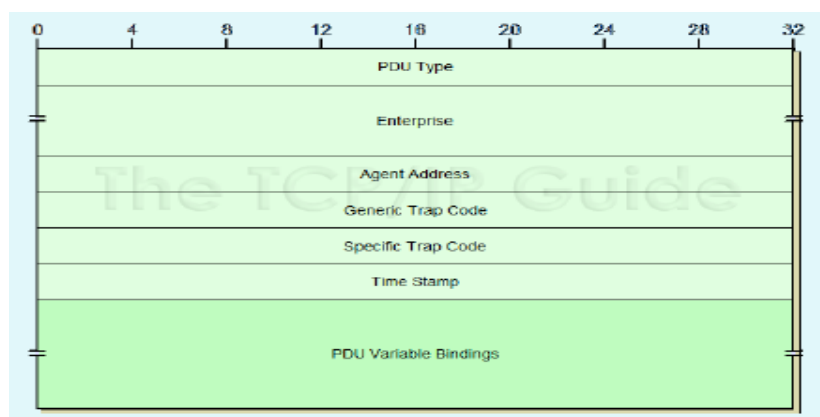 0 4 8 12 16 20 24 28 32
PDU Type
Enterprise
Agent Address
The TCP/IP Guide
Generic Trap Code
Specific Trap Code
Time Stamp
PDU Variable Bindings